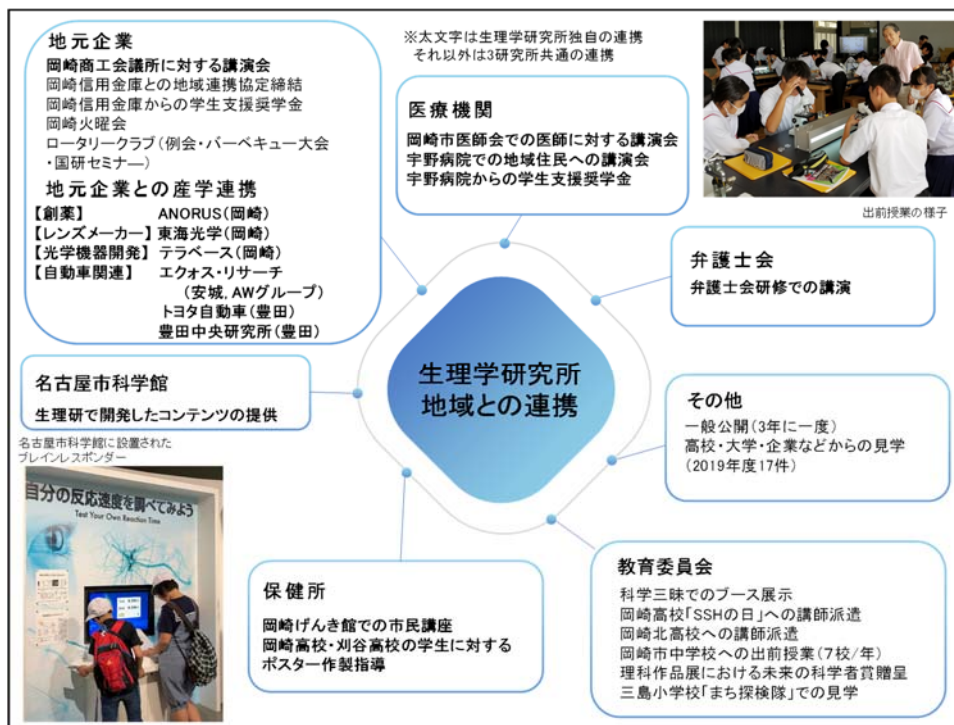 地元企業
岡崎商工会議所に対する講演会
岡崎信用金庫との地域連携協定締結
岡崎信用金庫からの学生支援奨学金
岡崎火曜会
ロータリークラブ(例会・バーベキュー大会
・国研セミナー)
地元企業との産学連携
【創薬】 ANORUS(岡崎)
【レンズメーカー】 東海光学(岡崎)
【光学機器開発】 テラベース(岡崎)
【自動車関連】 エクォス・リサーチ
(安城, AWグループ)
トヨタ自動車(豊田)
豊田中央研究所(豊田)
※太文字は生理学研究所独自の連携
それ以外は3研究所共通の連携
医療機関
岡崎市医師会での医師に対する講演会
宇野病院での地域住民への講演会
宇野病院からの学生支援奨学金
出前授業の様子
弁護士会
弁護士会研修での講演
生理学研究所
地域との連携
名古屋市科学館
生理研で開発したコンテンツの提供
名古屋市科学館に設置された
ブレインレスポンダー
自分の反応速度を調べてみよう
Test Your Own Reaction Time
その他
一般公開(3年に一度)
高校・大学・企業などからの見学
(2019年度17件)
保健所
岡崎げんき館での市民講座
岡崎高校・刈谷高校の学生に対する
ポスター作製指導
教育委員会
科学三昧でのブース展示
岡崎高校「SSHの日」への講師派遣
岡崎北高校への講師派遣
岡崎市中学校への出前授業(7校/年)
理科作品展における未来の科学者賞贈呈
三島小学校「まち探検隊」での見学